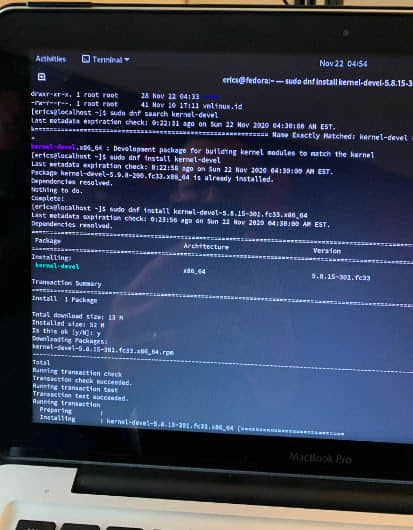 Activities Terminal Nov 22 04:54
erics@fedora:~ — sudo dnf install kernel-devel-5.8.15-3
drwxr-xr-x. 1 root root 28 Nov 22 04:33
-rw-r--r--. 1 root root 41 Nov 10 17:11 vmlinux.id
[erics@localhost ~]$ sudo dnf search kernel-devel
Last metadata expiration check: 0:22:31 ago on Sun 22 Nov 2020 04:30:00 AM EST.
Name Exactly Matched: kernel-devel
kernel-devel.x86_64 : Development package for building kernel modules to match the kernel
[erics@localhost ~]$ sudo dnf install kernel-devel
Last metadata expiration check: 0:22:56 ago on Sun 22 Nov 2020 04:30:00 AM EST.
Package kernel-devel-5.9.8-200.fc33.x86_64 is already installed.
Dependencies resolved.
Nothing to do.
Complete!
[erics@localhost ~]$ sudo dnf install kernel-devel-5.8.15-301.fc33.x86_64
Last metadata expiration check: 0:23:56 ago on Sun 22 Nov 2020 04:30:00 AM EST.
Dependencies resolved.
Package Architecture Version
Installing:
kernel-devel x86_64 5.8.15-301.fc33
Transaction Summary
Install 1 Package
Total download size: 13 M
Installed size: 52 M
Is this ok [y/N]: y
Downloading Packages:
kernel-devel-5.8.15-301.fc33.x86_64.rpm
Total
Running transaction check
Transaction check succeeded.
Running transaction test
Transaction test succeeded.
Running transaction
Preparing :
Installing : kernel-devel-5.8.15-301.fc33.x86_64 [===========================
MacBook Pro